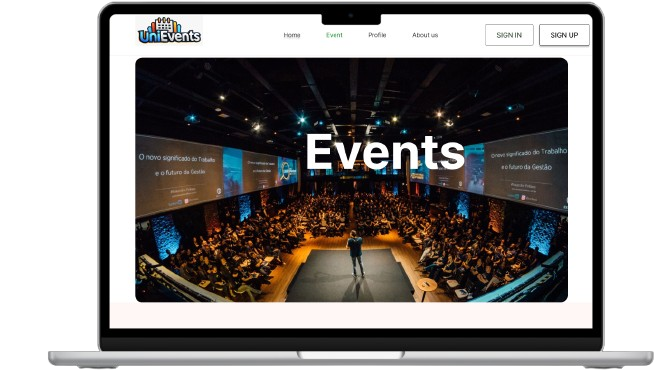 UniEvents
Home Event Profile About us SIGN IN SIGN UP
Events
O novo significado do Trabalho
e o futuro da Gestão
O novo significado do Trabalho
e o futuro da Gestão